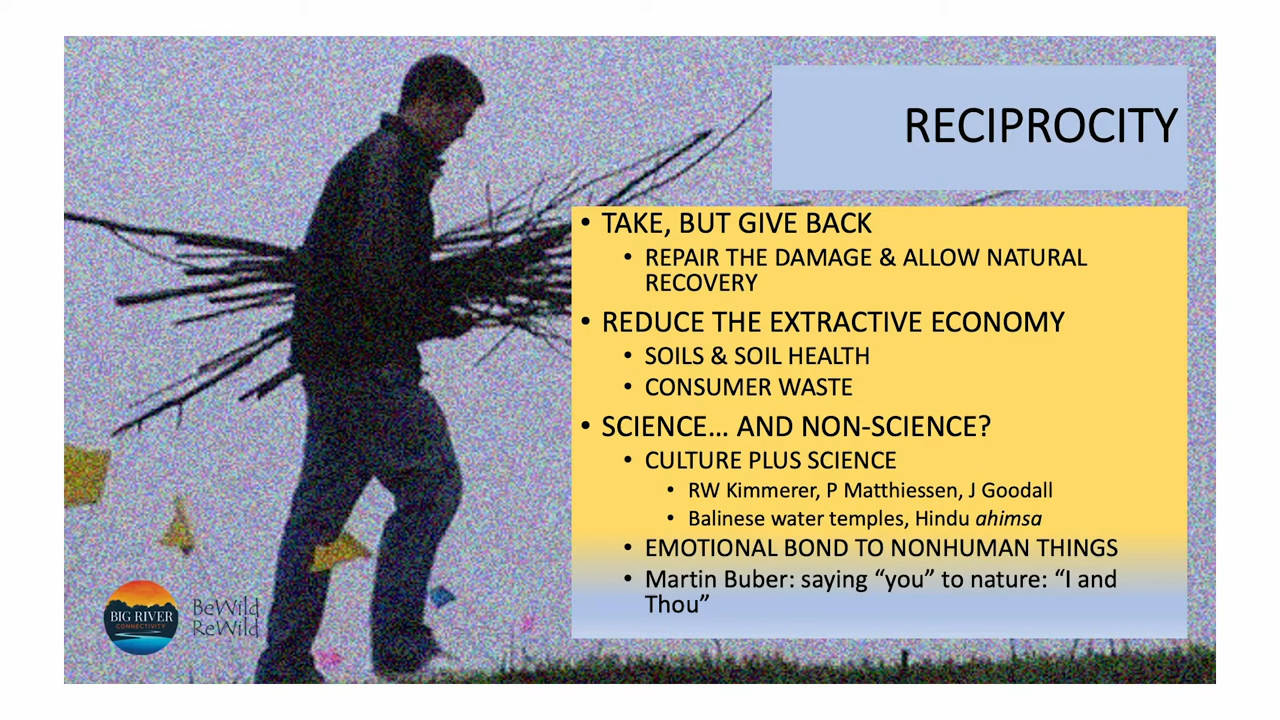 RECIPROCITY
• TAKE, BUT GIVE BACK
• REPAIR THE DAMAGE & ALLOW NATURAL
RECOVERY
• REDUCE THE EXTRACTIVE ECONOMY
• SOILS & SOIL HEALTH
• CONSUMER WASTE
• SCIENCE... AND NON-SCIENCE?
• CULTURE PLUS SCIENCE
• RW Kimmerer, P Matthiessen, J Goodall
• Balinese water temples, Hindu ahimsa
• EMOTIONAL BOND TO NONHUMAN THINGS
• Martin Buber: saying “you” to nature: “I and
Thou”
BIG RIVER
CONNECTIVITY
BeWild
ReWild